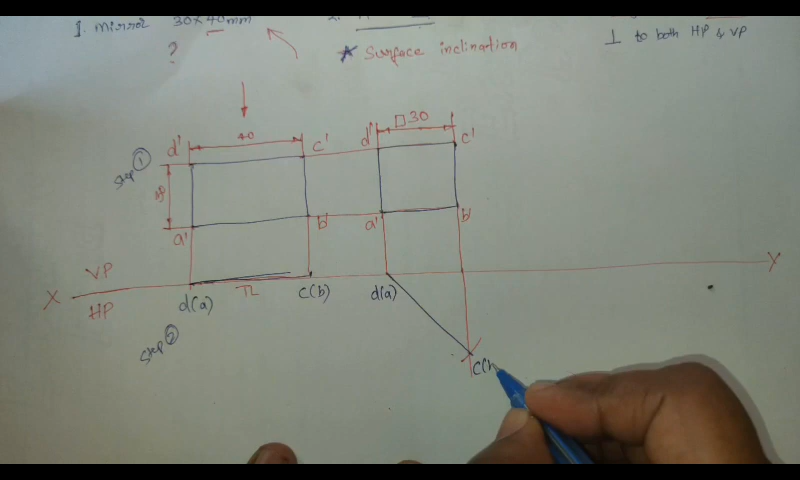 1. mirror 30 x 40mm
?
* Surface inclination
⊥ to both HP & VP
40
□30
d' c' d' c'
Step ①
a' b' a' b'
VP
X Y
HP
d(a) TL c(b) d(a)
Step ②
c(